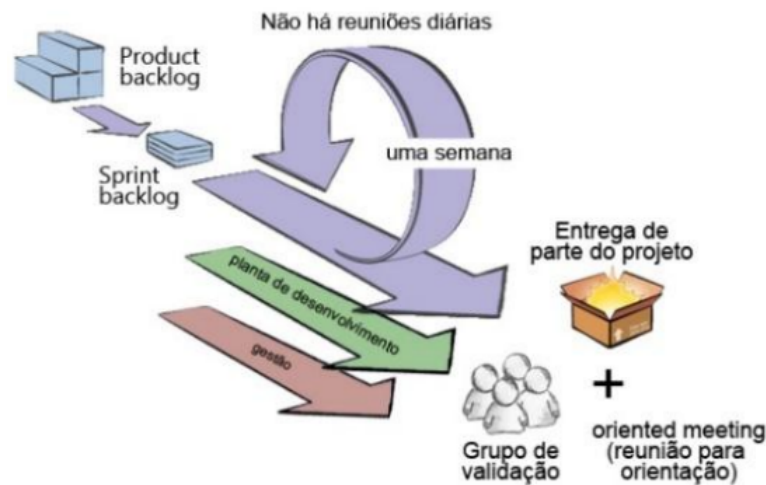 Não há reuniões diárias
Product
backlog
uma semana
Sprint
backlog
Entrega de
parte do projeto
planta de desenvolvimento
gestão
+
Grupo de
validação
oriented meeting
(reunião para
orientação)